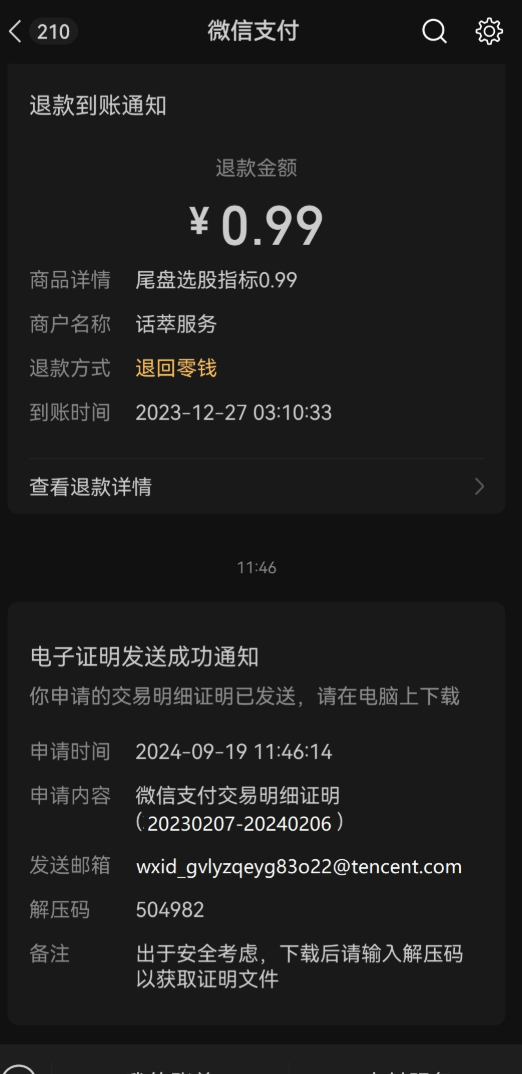 210
微信支付
退款到账通知
退款金额
¥0.99
商品详情 尾盘选股指标0.99
商户名称 话萃服务
退款方式 退回零钱
到账时间 2023-12-27 03:10:33
查看退款详情
11:46
电子证明发送成功通知
你申请的交易明细证明已发送，请在电脑上下载
申请时间 2024-09-19 11:46:14
申请内容 微信支付交易明细证明
(20230207-20240206)
发送邮箱 wxid_gvlyzqeyg83o22@tencent.com
解压码 504982
备注 出于安全考虑，下载后请输入解压码
以获取证明文件